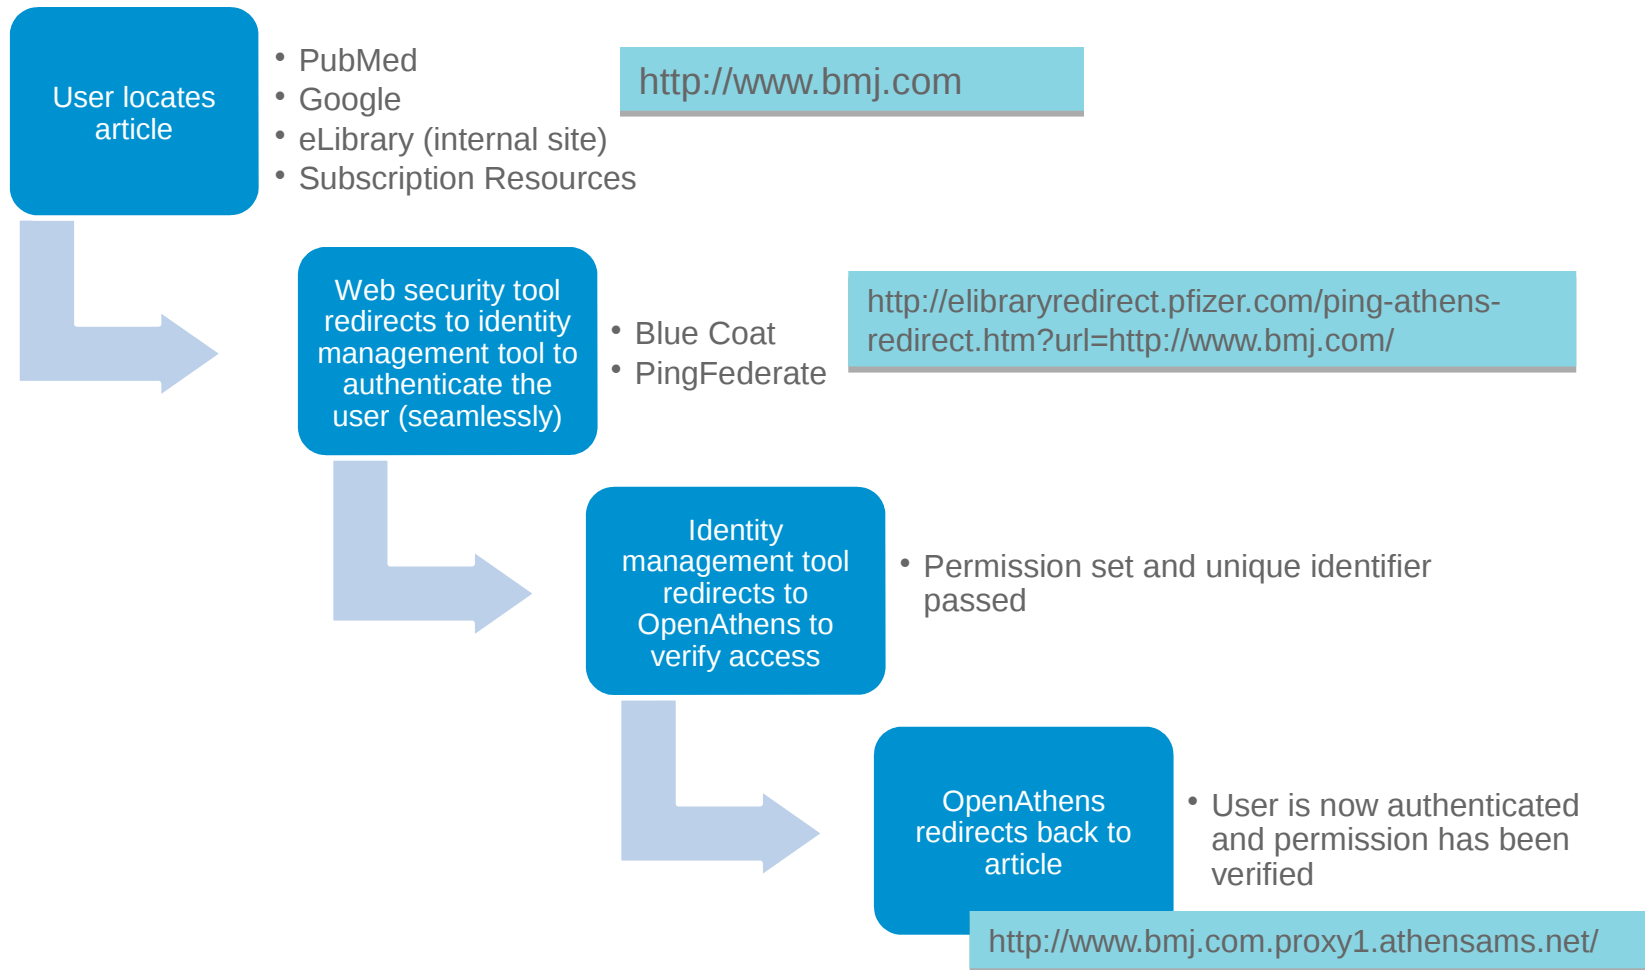 User locates
article
• PubMed
• Google
• eLibrary (internal site)
• Subscription Resources
http://www.bmj.com
Web security tool
redirects to identity
management tool to
authenticate the
user (seamlessly)
• Blue Coat
• PingFederate
http://elibraryredirect.pfizer.com/ping-athens-
redirect.htm?url=http://www.bmj.com/
Identity
management tool
redirects to
OpenAthens to
verify access
• Permission set and unique identifier
passed
OpenAthens
redirects back to
article
• User is now authenticated
and permission has been
verified
http://www.bmj.com.proxy1.athensams.net/